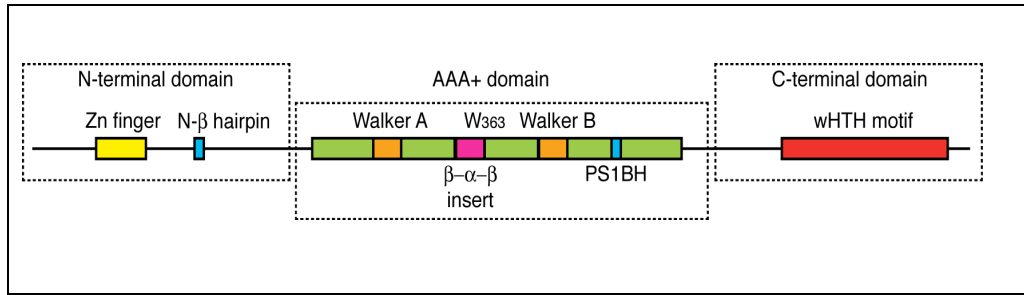 N-terminal domain
AAA+ domain
C-terminal domain
Zn finger
N-β hairpin
Walker A
W363
Walker B
wHTH motif
β–α–β
insert
PS1BH